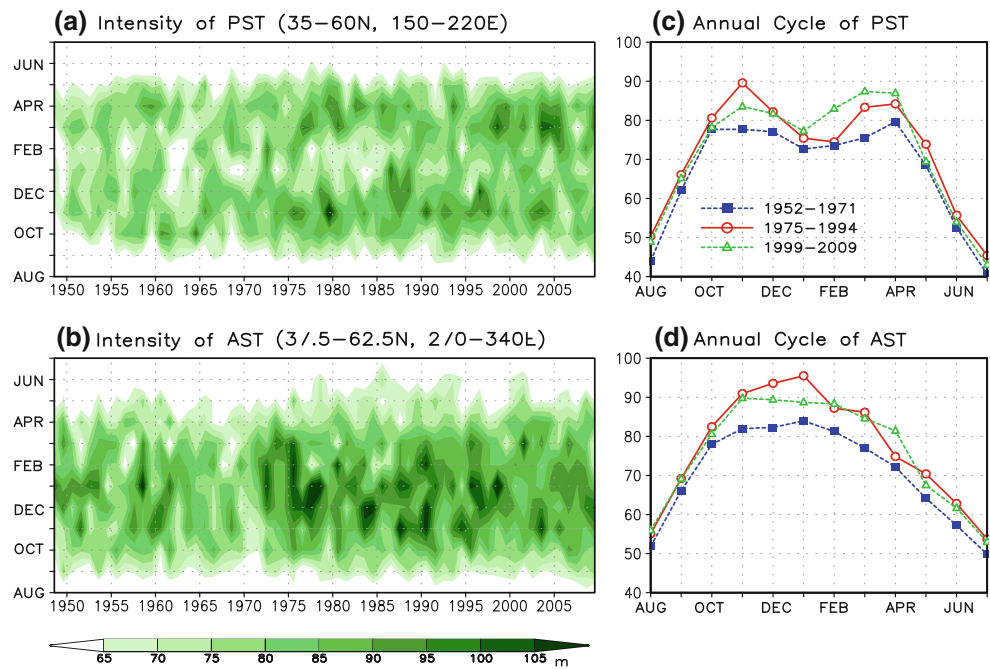 (a) Intensity of PST (35–60N, 150–220E)
JUN
APR
FEB
DEC
OCT
AUG
1950 1955 1960 1965 1970 1975 1980 1985 1990 1995 2000 2005
(c) Annual Cycle of PST
100
90
80
70
60
50
40
1952–1971
1975–1994
1999–2009
AUG OCT DEC FEB APR JUN
(b) Intensity of AST (3/.5–62.5N, 2/0–340E)
JUN
APR
FEB
DEC
OCT
AUG
1950 1955 1960 1965 1970 1975 1980 1985 1990 1995 2000 2005
65 70 75 80 85 90 95 100 105 m
(d) Annual Cycle of AST
100
90
80
70
60
50
40
AUG OCT DEC FEB APR JUN